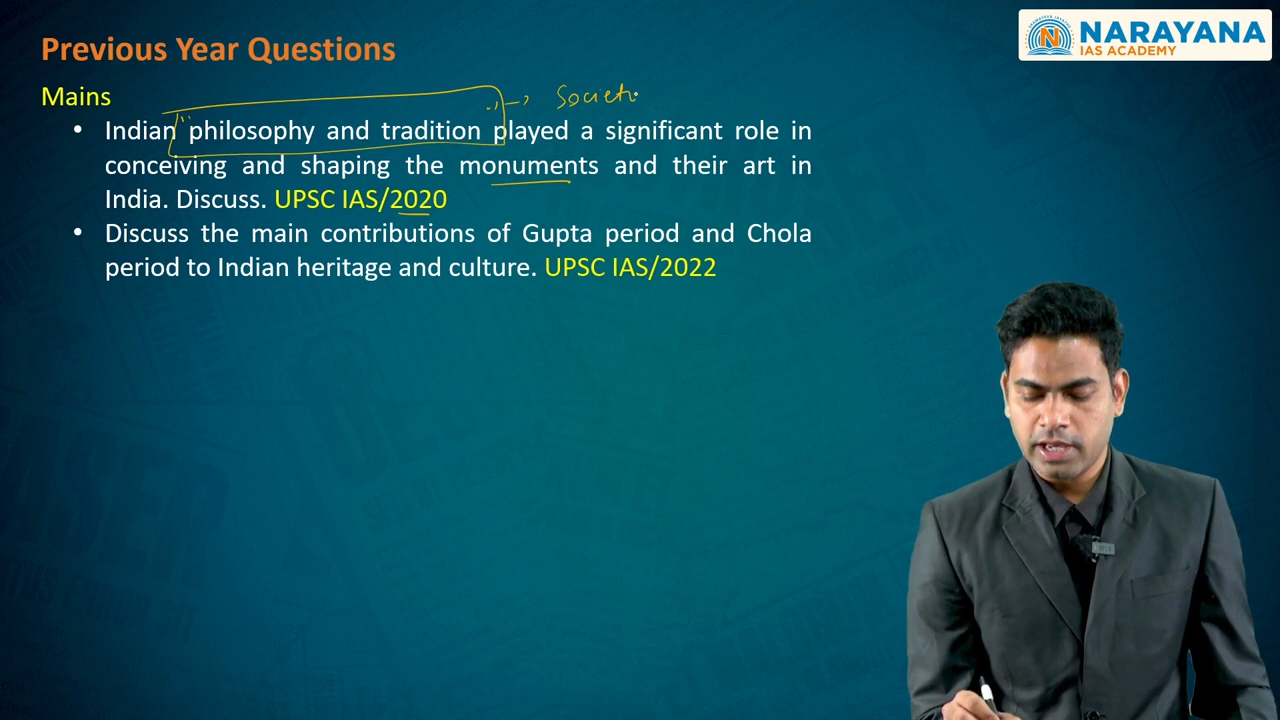 Previous Year Questions
NARAYANA
IAS ACADEMY
Mains
Societ
• Indian philosophy and tradition played a significant role in
conceiving and shaping the monuments and their art in
India. Discuss. UPSC IAS/2020
• Discuss the main contributions of Gupta period and Chola
period to Indian heritage and culture. UPSC IAS/2022